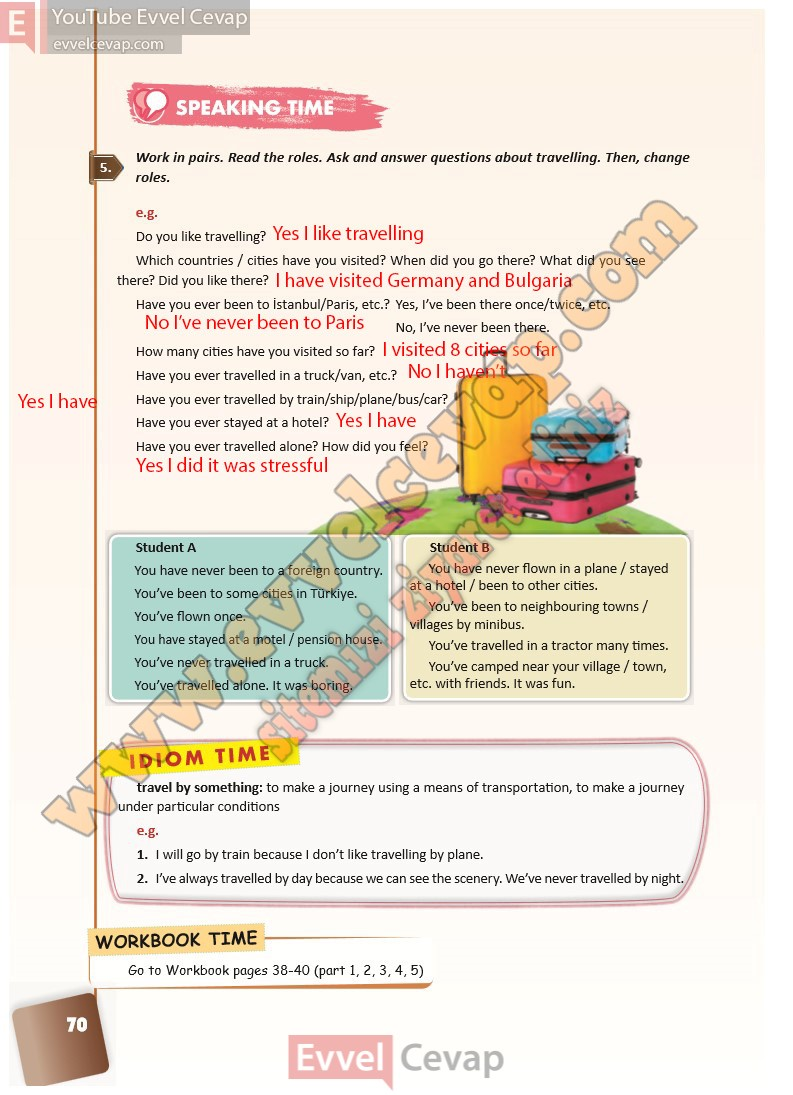 YouTube Evvel Cevap
evvelcevap.com
SPEAKING TIME
5.
Work in pairs. Read the roles. Ask and answer questions about travelling. Then, change
roles.
e.g.
Do you like travelling? Yes I like travelling
Which countries / cities have you visited? When did you go there? What did you see
there? Did you like there? I have visited Germany and Bulgaria
Have you ever been to İstanbul/Paris, etc.? Yes, I've been there once/twice, etc.
No I've never been to Paris No, I've never been there.
How many cities have you visited so far? I visited 8 cities so far
Have you ever travelled in a truck/van, etc.? No I haven't
Have you ever travelled by train/ship/plane/bus/car?
Yes I have
Have you ever stayed at a hotel? Yes I have
Have you ever travelled alone? How did you feel?
Yes I did it was stressful
Student A
You have never been to a foreign country.
You've been to some cities in Türkiye.
You've flown once.
You have stayed at a motel / pension house.
You've never travelled in a truck.
You've travelled alone. It was boring.
Student B
You have never flown in a plane / stayed
at a hotel / been to other cities.
You've been to neighbouring towns /
villages by minibus.
You've travelled in a tractor many times.
You've camped near your village / town,
etc. with friends. It was fun.
www.evvelcevap.com
sitemizi ziyaret ediniz
IDIOM TIME
travel by something: to make a journey using a means of transportation, to make a journey
under particular conditions
e.g.
1. I will go by train because I don't like travelling by plane.
2. I've always travelled by day because we can see the scenery. We've never travelled by night.
WORKBOOK TIME
Go to Workbook pages 38-40 (part 1, 2, 3, 4, 5)
70
Evvel Cevap